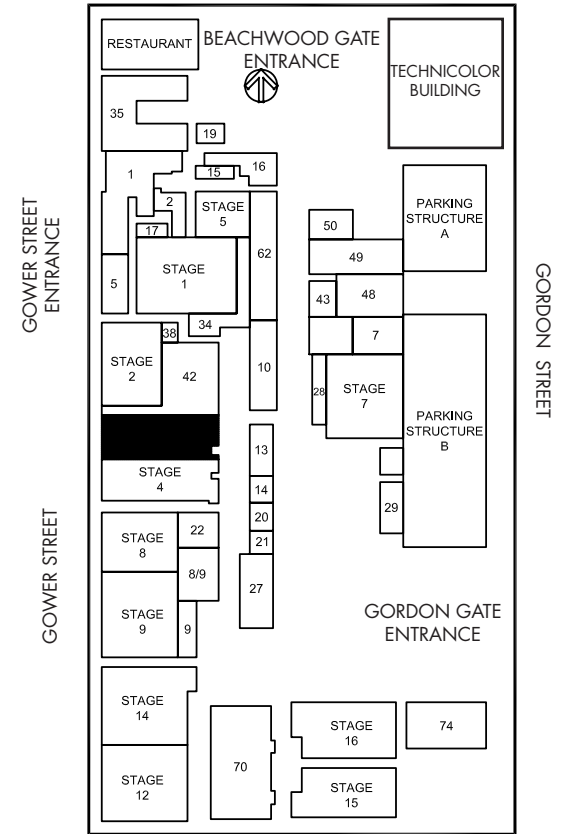 RESTAURANT
BEACHWOOD GATE
ENTRANCE
TECHNICOLOR
BUILDING
35
19
15
16
1
2
17
STAGE
5
PARKING
STRUCTURE
A
50
49
62
STAGE
1
5
GOWER STREET
ENTRANCE
43
48
34
38
7
GORDON STREET
STAGE
2
42
10
28
STAGE
7
PARKING
STRUCTURE
B
13
STAGE
4
14
29
20
22
21
STAGE
8
8/9
27
GOWER STREET
STAGE
9
9
GORDON GATE
ENTRANCE
STAGE
14
STAGE
16
74
70
STAGE
12
STAGE
15